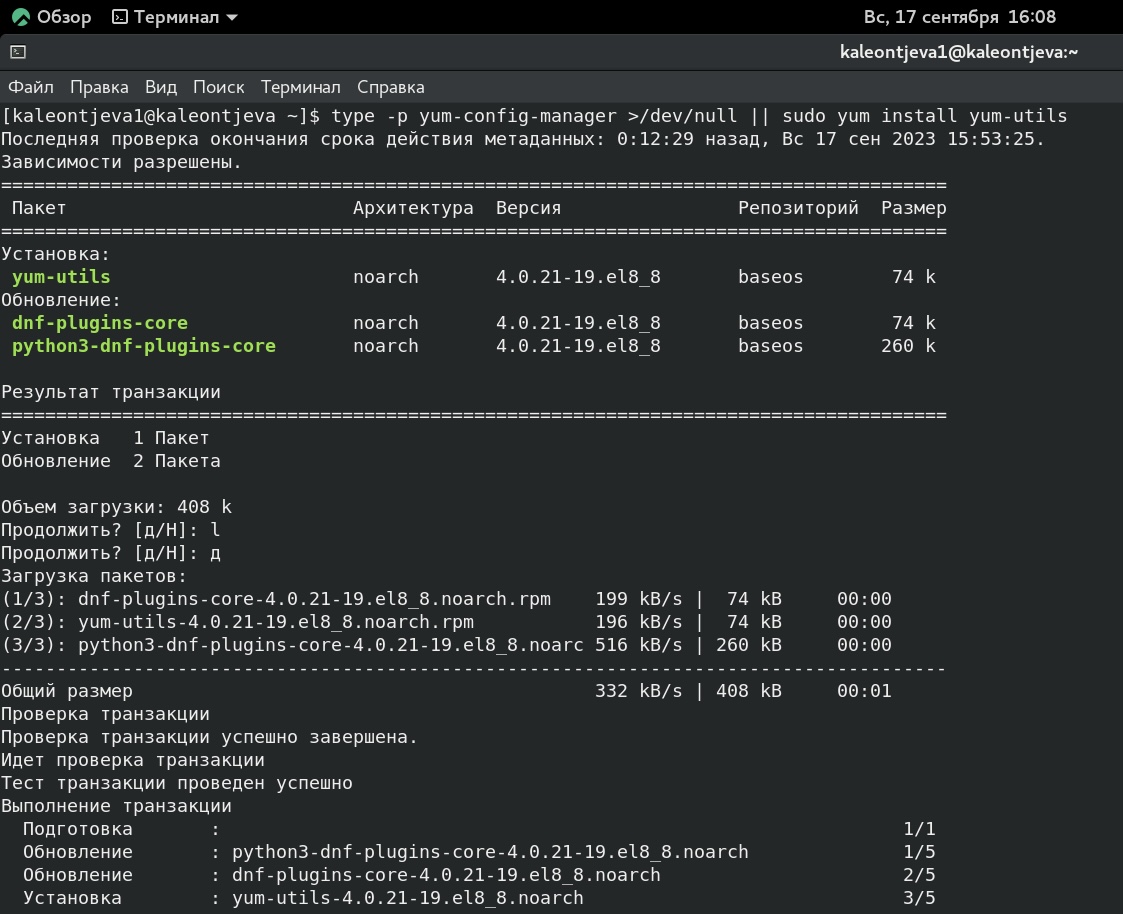 Обзор Терминал Вс, 17 сентября 16:08
kaleontjeva1@kaleontjeva:~
Файл Правка Вид Поиск Терминал Справка
[kaleontjeva1@kaleontjeva ~]$ type -p yum-config-manager >/dev/null || sudo yum install yum-utils
Последняя проверка окончания срока действия метаданных: 0:12:29 назад, Вс 17 сен 2023 15:53:25.
Зависимости разрешены.
======================================================================================
Пакет Архитектура Версия Репозиторий Размер
======================================================================================
Установка:
yum-utils noarch 4.0.21-19.el8_8 baseos 74 k
Обновление:
dnf-plugins-core noarch 4.0.21-19.el8_8 baseos 74 k
python3-dnf-plugins-core noarch 4.0.21-19.el8_8 baseos 260 k
Результат транзакции
======================================================================================
Установка 1 Пакет
Обновление 2 Пакета
Объем загрузки: 408 k
Продолжить? [д/Н]: l
Продолжить? [д/Н]: д
Загрузка пакетов:
(1/3): dnf-plugins-core-4.0.21-19.el8_8.noarch.rpm 199 kB/s | 74 kB 00:00
(2/3): yum-utils-4.0.21-19.el8_8.noarch.rpm 196 kB/s | 74 kB 00:00
(3/3): python3-dnf-plugins-core-4.0.21-19.el8_8.noarc 516 kB/s | 260 kB 00:00
--------------------------------------------------------------------------------------
Общий размер 332 kB/s | 408 kB 00:01
Проверка транзакции
Проверка транзакции успешно завершена.
Идет проверка транзакции
Тест транзакции проведен успешно
Выполнение транзакции
Подготовка : 1/1
Обновление : python3-dnf-plugins-core-4.0.21-19.el8_8.noarch 1/5
Обновление : dnf-plugins-core-4.0.21-19.el8_8.noarch 2/5
Установка : yum-utils-4.0.21-19.el8_8.noarch 3/5